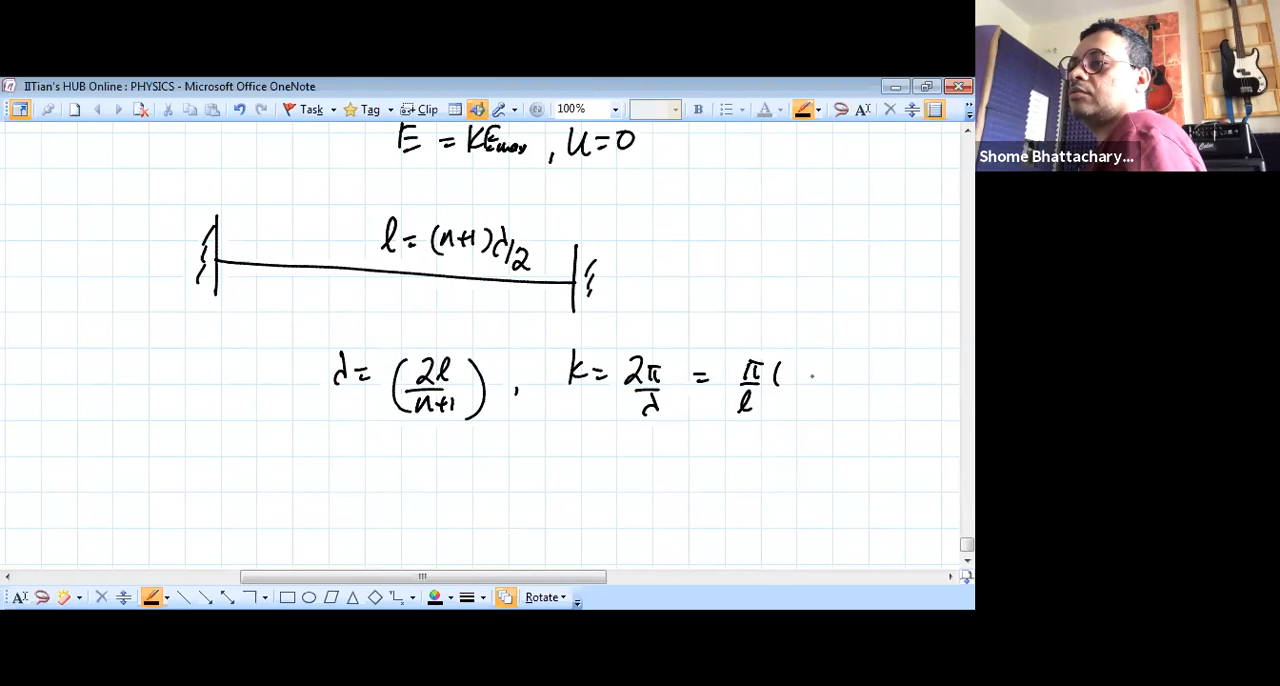 IITian's HUB Online : PHYSICS - Microsoft Office OneNote
Task Tag Clip 100% B A A
E = KEmax , U = 0
l = (n+1) λ/2
λ = (2l/n+1) , k = 2π/λ = π/l (
A Rotate
Shome Bhattachary...